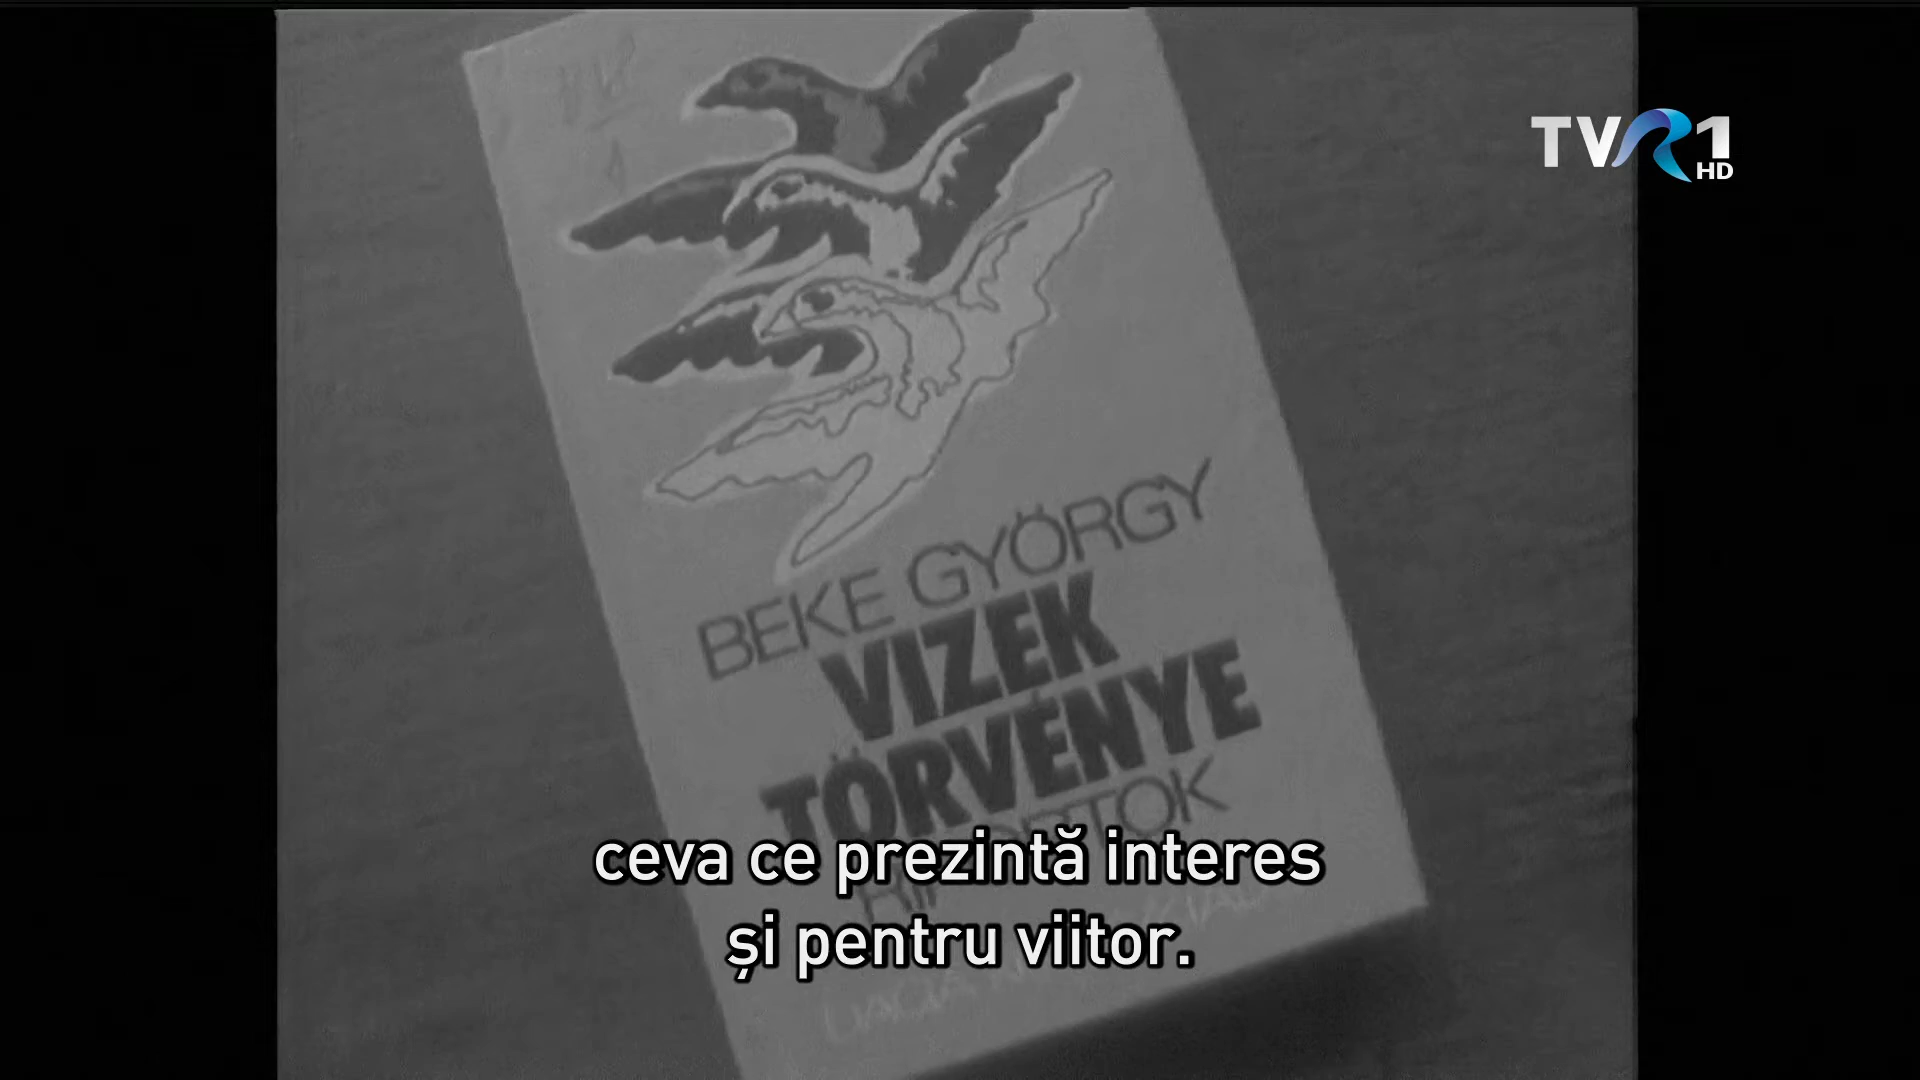 TVR1
HD
BEKE GYÖRGY
VIZEK
TÖRVÉNYE
ceva ce prezintă interes
și pentru viitor.